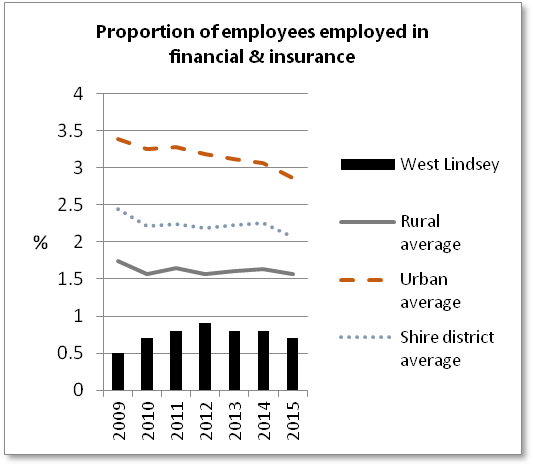 Proportion of employees employed in
financial & insurance
4
3.5
3
2.5
2
1.5
1
0.5
0
%
2009
2010
2011
2012
2013
2014
2015
West Lindsey
Rural
average
Urban
average
Shire district
average